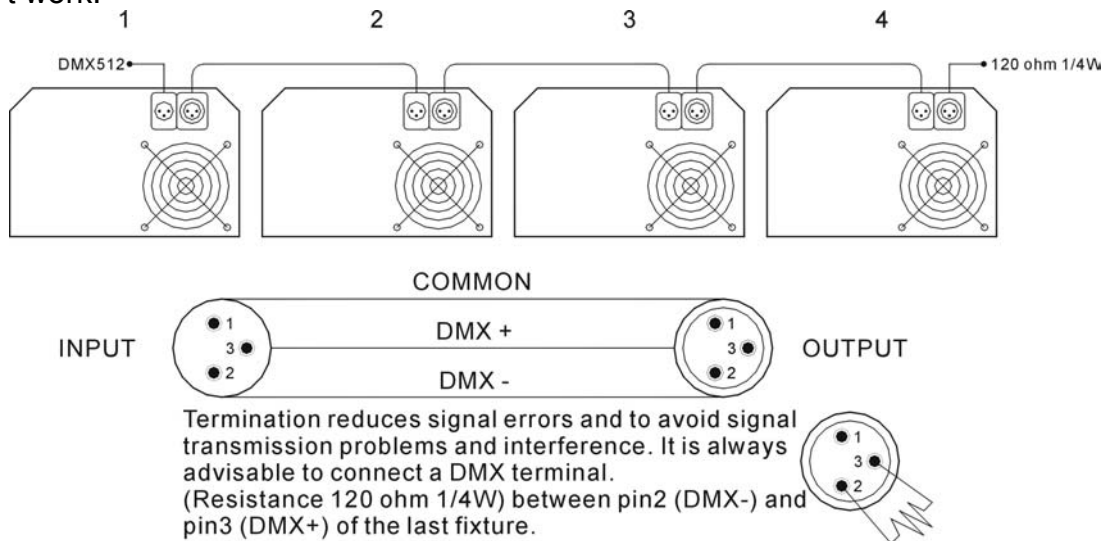 t work.
1 2 3 4
DMX512 120 ohm 1/4W
COMMON
1 DMX + 1
INPUT 3 3 OUTPUT
2 DMX - 2
Termination reduces signal errors and to avoid signal
transmission problems and interference. It is always
advisable to connect a DMX terminal.
(Resistance 120 ohm 1/4W) between pin2 (DMX-) and
pin3 (DMX+) of the last fixture.
1
3
2